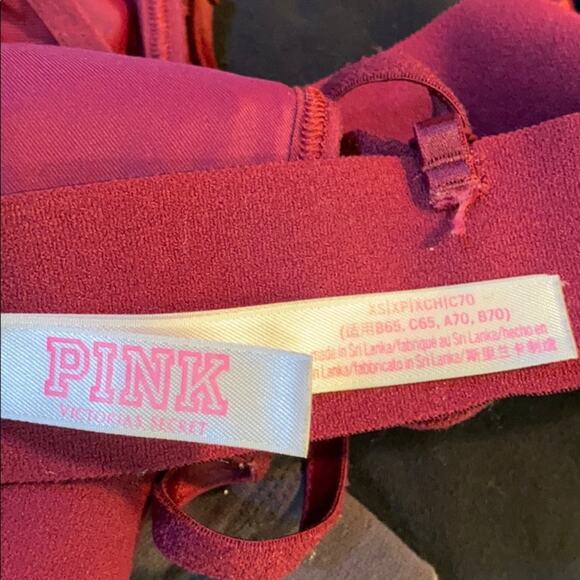 PINK
VICTORIA'S SECRET
XS|XP|XCH|C70
(适用B65, C65, A70, B70)
made in Sri Lanka/fabriqué au Sri Lanka/hecho en
Sri Lanka/fabbricato in Sri Lanka/斯里兰卡制造